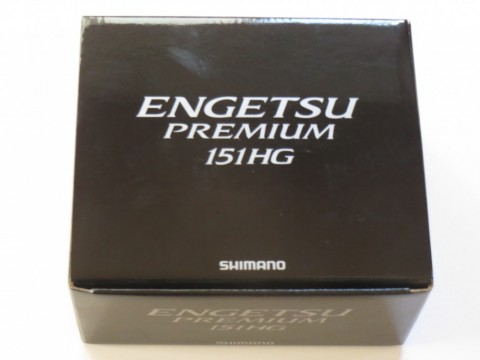 ENGETSU
PREMIUM
151HG
SHIMANO
ENGETSU
PREMIUM
151HG
SHIMANO